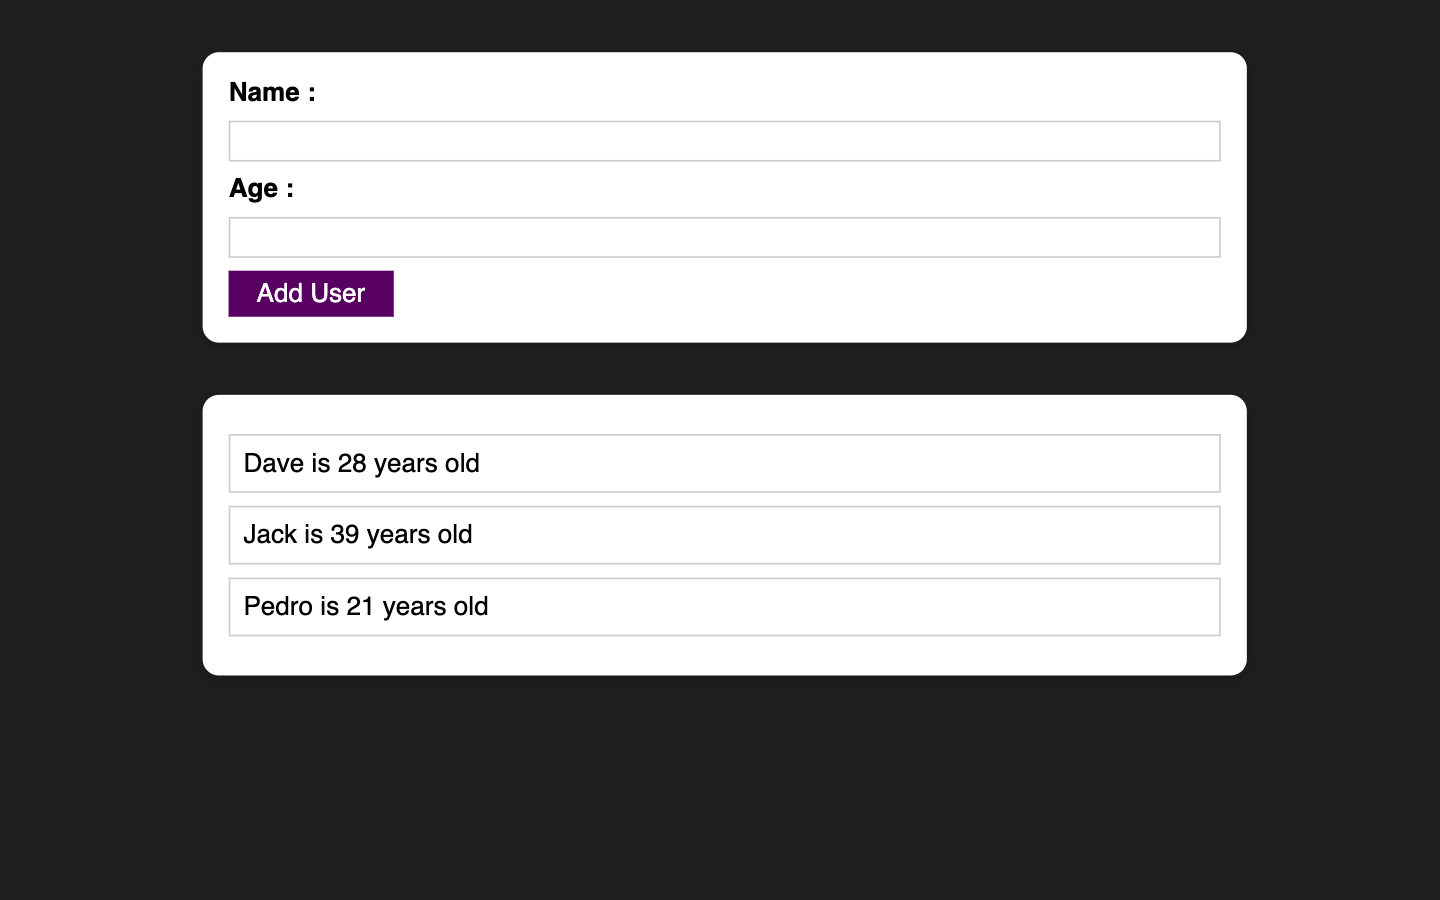 Name :
Age :
Add User
Dave is 28 years old
Jack is 39 years old
Pedro is 21 years old